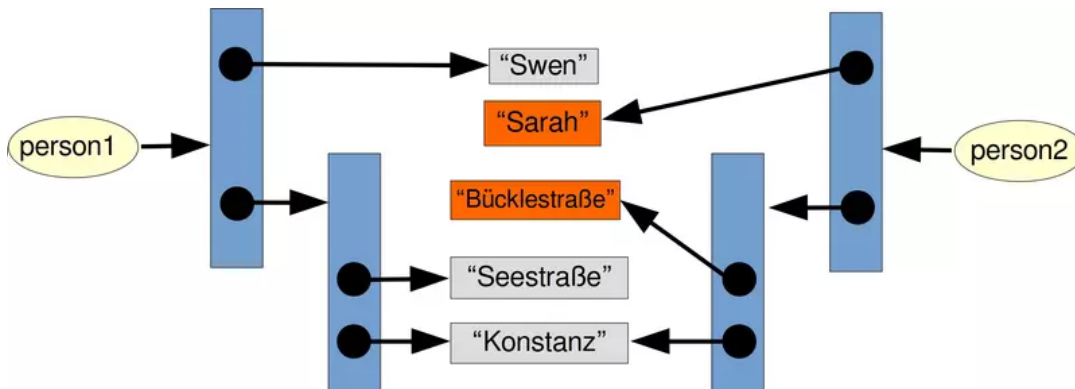 “Swen”
“Sarah”
person1
person2
“Bücklestraße”
“Seestraße”
“Konstanz”